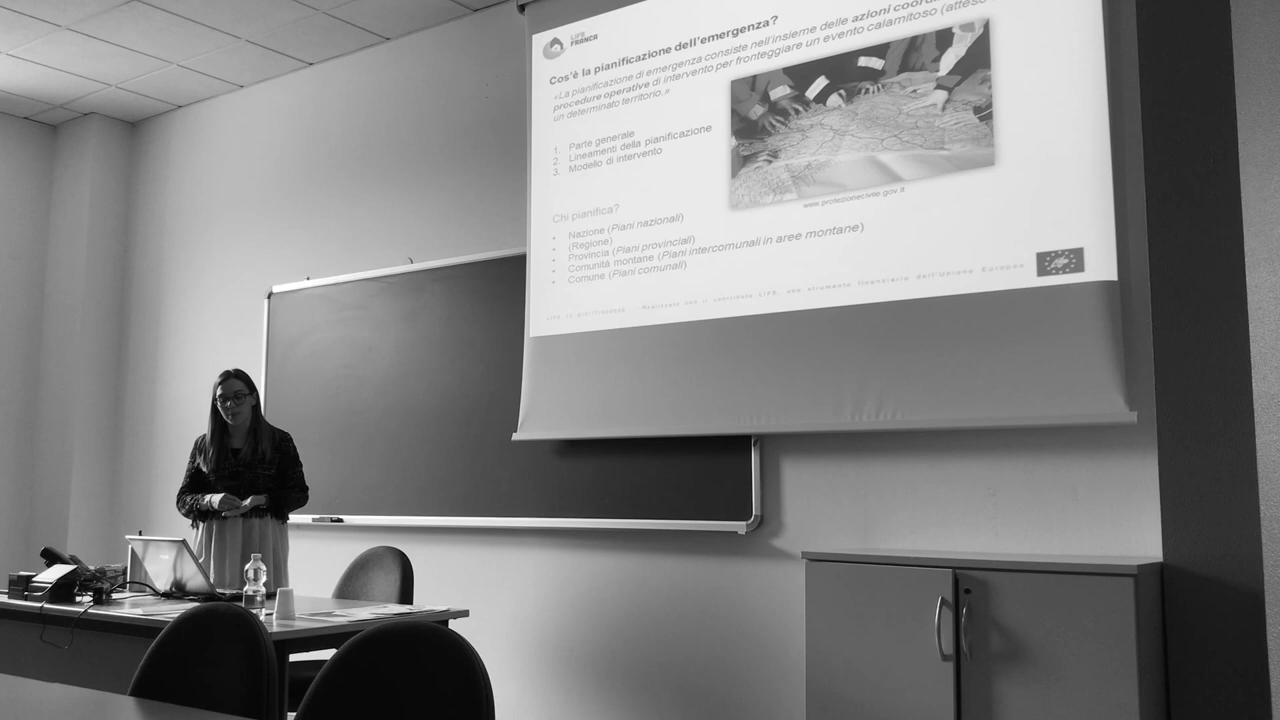 LIFE
FRANCA
Cos'è la pianificazione dell'emergenza?
«La pianificazione di emergenza consiste nell'insieme delle azioni coordi
procedure operative di intervento per fronteggiare un evento calamitoso (atteso
un determinato territorio.»
1. Parte generale
2. Lineamenti della pianificazione
3. Modello di intervento
www.protezionecivile.gov.it
Chi pianifica?
• Nazione (Piani nazionali)
• (Regione)
• Provincia (Piani provinciali)
• Comunità montane (Piani intercomunali in aree montane)
• Comune (Piani comunali)
Realizzato con il contributo LIFE, uno strumento finanziario dell'Unione Europea